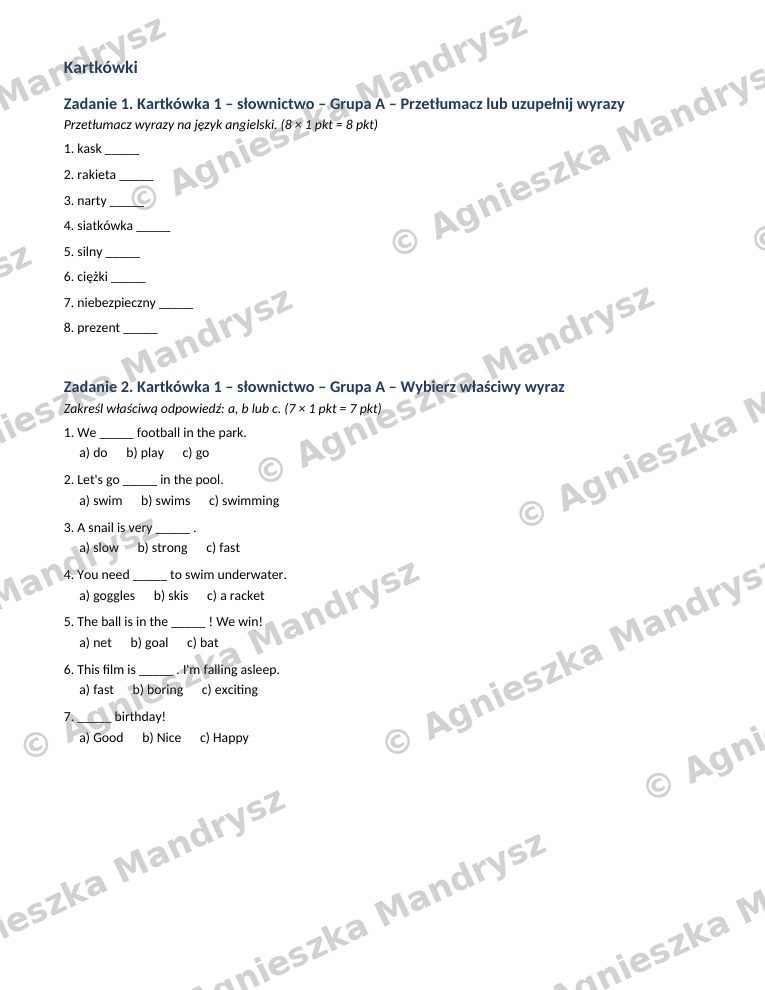 Kartkówki
Zadanie 1. Kartkówka 1 – słownictwo – Grupa A – Przetłumacz lub uzupełnij wyrazy
Przetłumacz wyrazy na język angielski. (8 × 1 pkt = 8 pkt)
1. kask _____
2. rakieta _____
3. narty _____
4. siatkówka _____
5. silny _____
6. ciężki _____
7. niebezpieczny _____
8. prezent _____
Zadanie 2. Kartkówka 1 – słownictwo – Grupa A – Wybierz właściwy wyraz
Zakreśl właściwą odpowiedź: a, b lub c. (7 × 1 pkt = 7 pkt)
1. We _____ football in the park.
a) do b) play c) go
2. Let's go _____ in the pool.
a) swim b) swims c) swimming
3. A snail is very _____ .
a) slow b) strong c) fast
4. You need _____ to swim underwater.
a) goggles b) skis c) a racket
5. The ball is in the _____ ! We win!
a) net b) goal c) bat
6. This film is _____ . I'm falling asleep.
a) fast b) boring c) exciting
7. _____ birthday!
a) Good b) Nice c) Happy
© Agnieszka Mandrysz